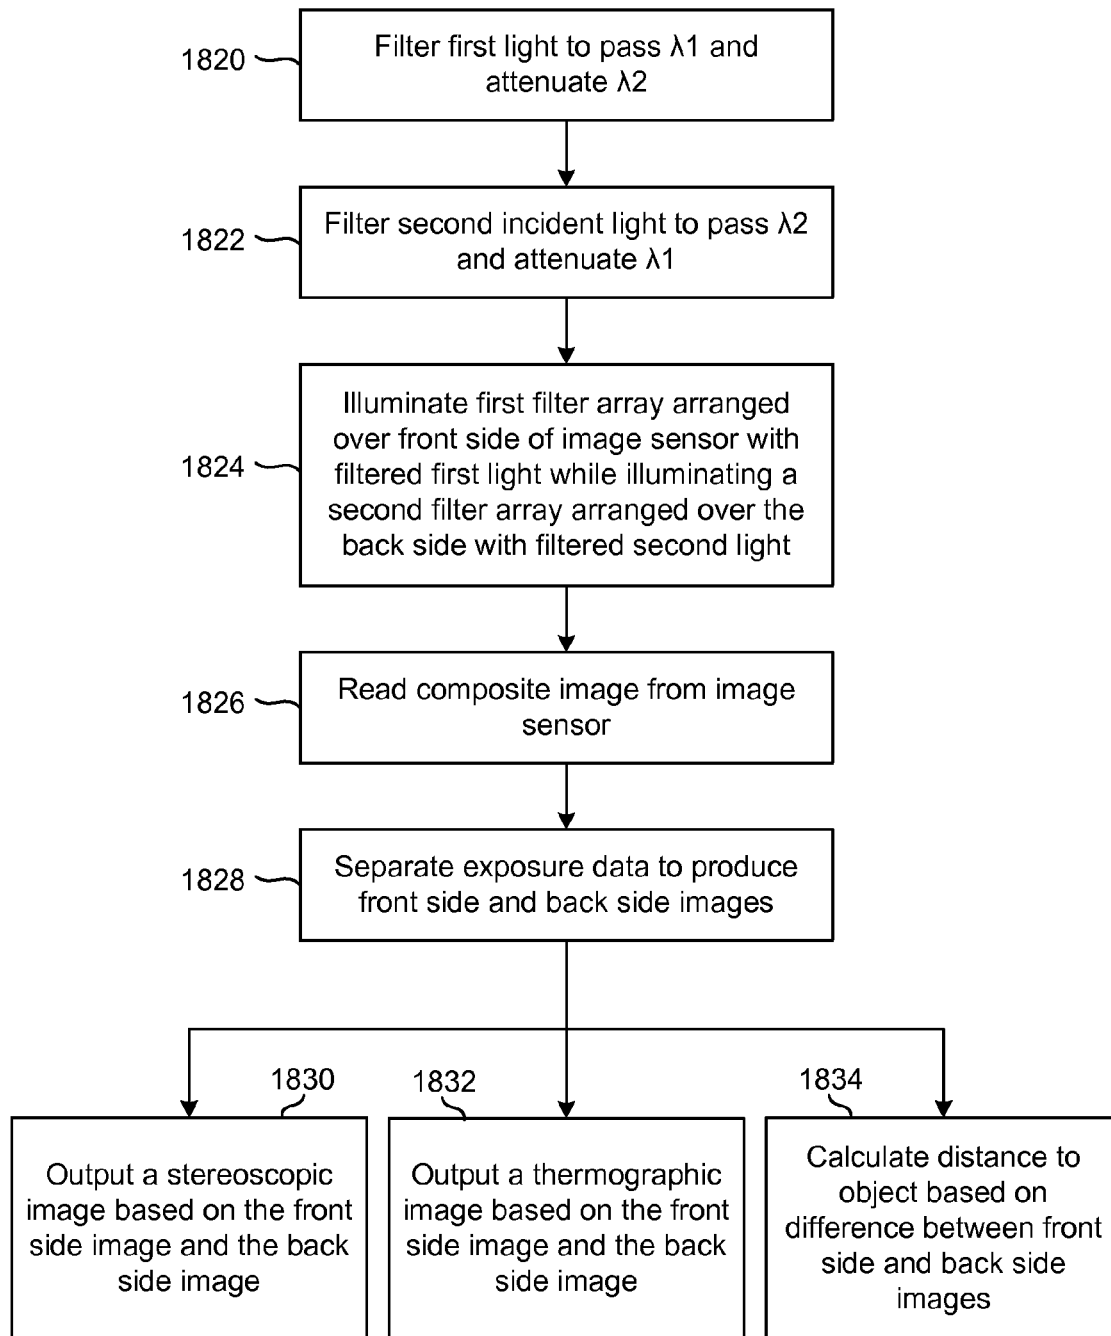 1820
Filter first light to pass λ1 and
attenuate λ2
1822
Filter second incident light to pass λ2
and attenuate λ1
1824
Illuminate first filter array arranged
over front side of image sensor with
filtered first light while illuminating a
second filter array arranged over the
back side with filtered second light
1826
Read composite image from image
sensor
1828
Separate exposure data to produce
front side and back side images
1830
Output a stereoscopic
image based on the front
side image and the back
side image
1832
Output a thermographic
image based on the front
side image and the back
side image
1834
Calculate distance to
object based on
difference between front
side and back side
images